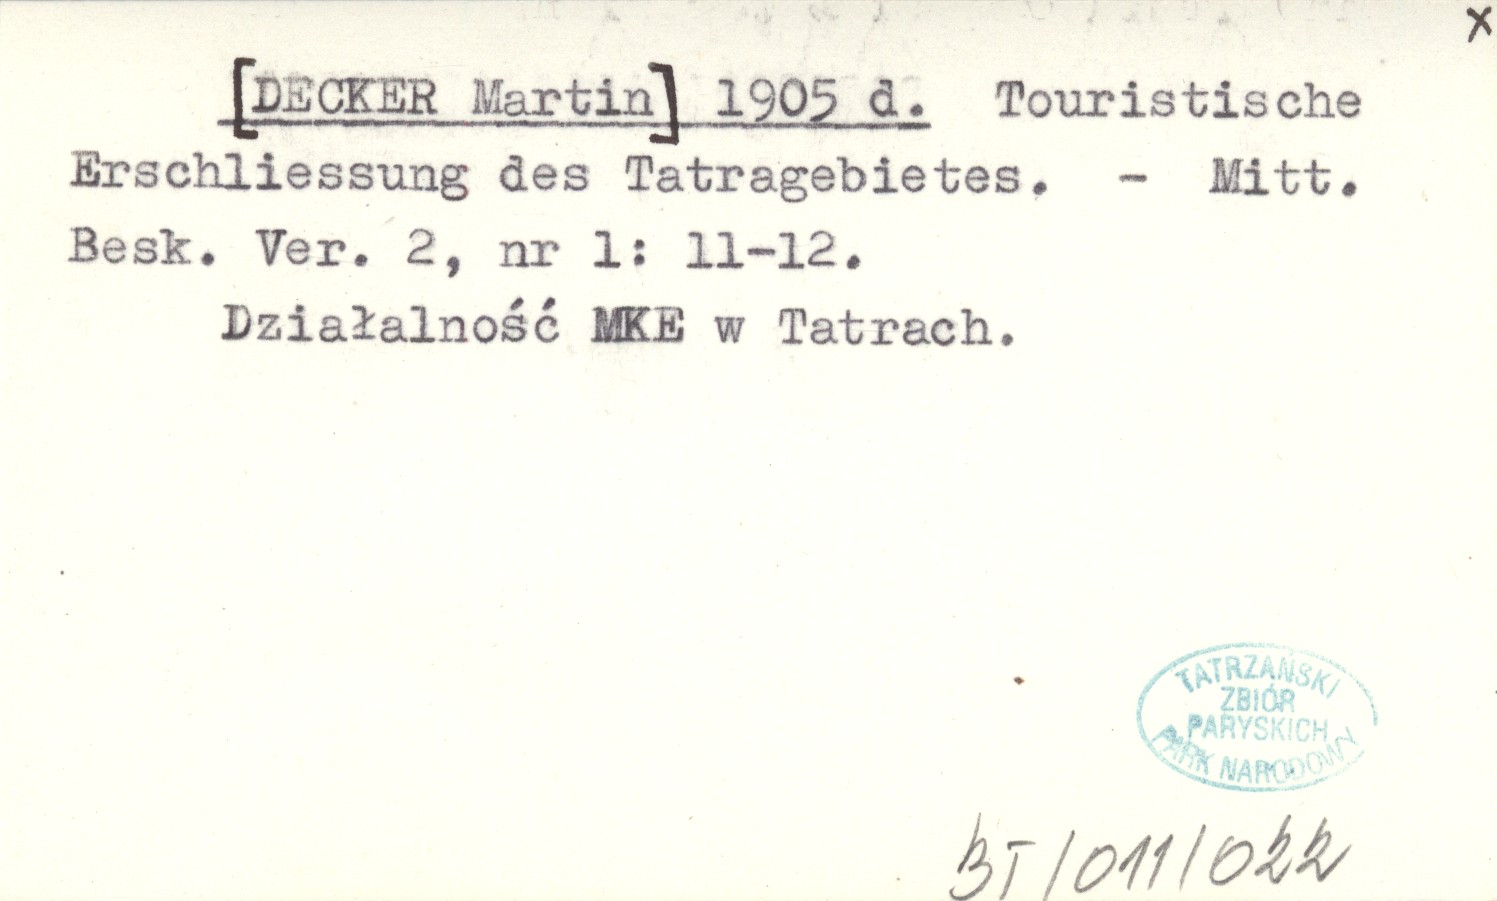 x
[DECKER Martin] 1905 d. Touristische
Erschliessung des Tatragebietes. - Mitt.
Besk. Ver. 2, nr 1: 11-12.
Działalność MKE w Tatrach.
TATRZAŃSKI
ZBIÓR
PARYSKICH
PARK NARODOWY
BT/011/022